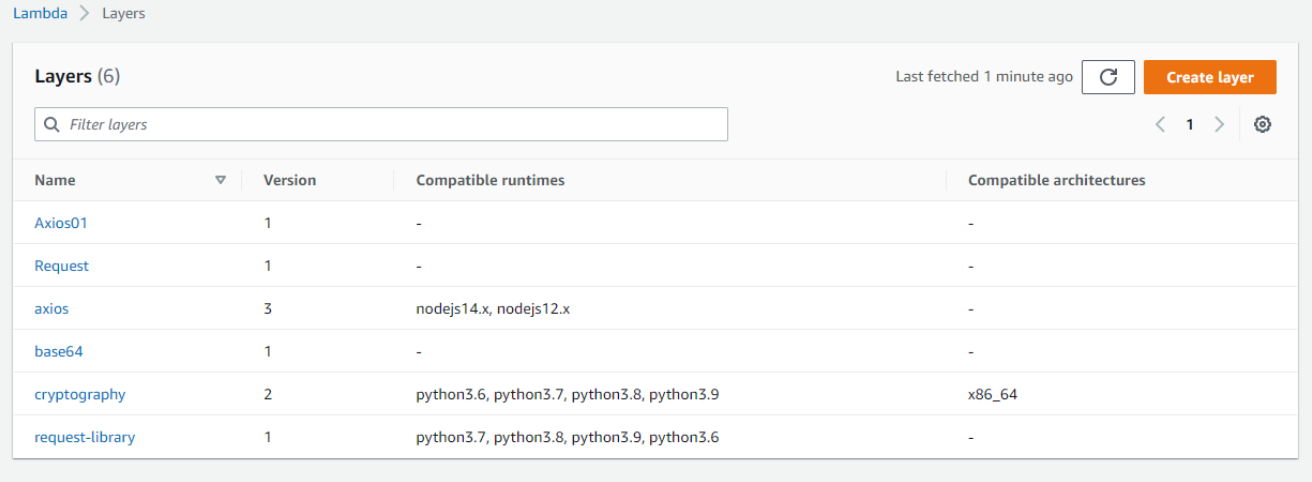 Lambda > Layers
Layers (6) Last fetched 1 minute ago Create layer
Filter layers 1
Name Version Compatible runtimes Compatible architectures
Axios01 1 - -
Request 1 - -
axios 3 nodejs14.x, nodejs12.x -
base64 1 - -
cryptography 2 python3.6, python3.7, python3.8, python3.9 x86_64
request-library 1 python3.7, python3.8, python3.9, python3.6 -